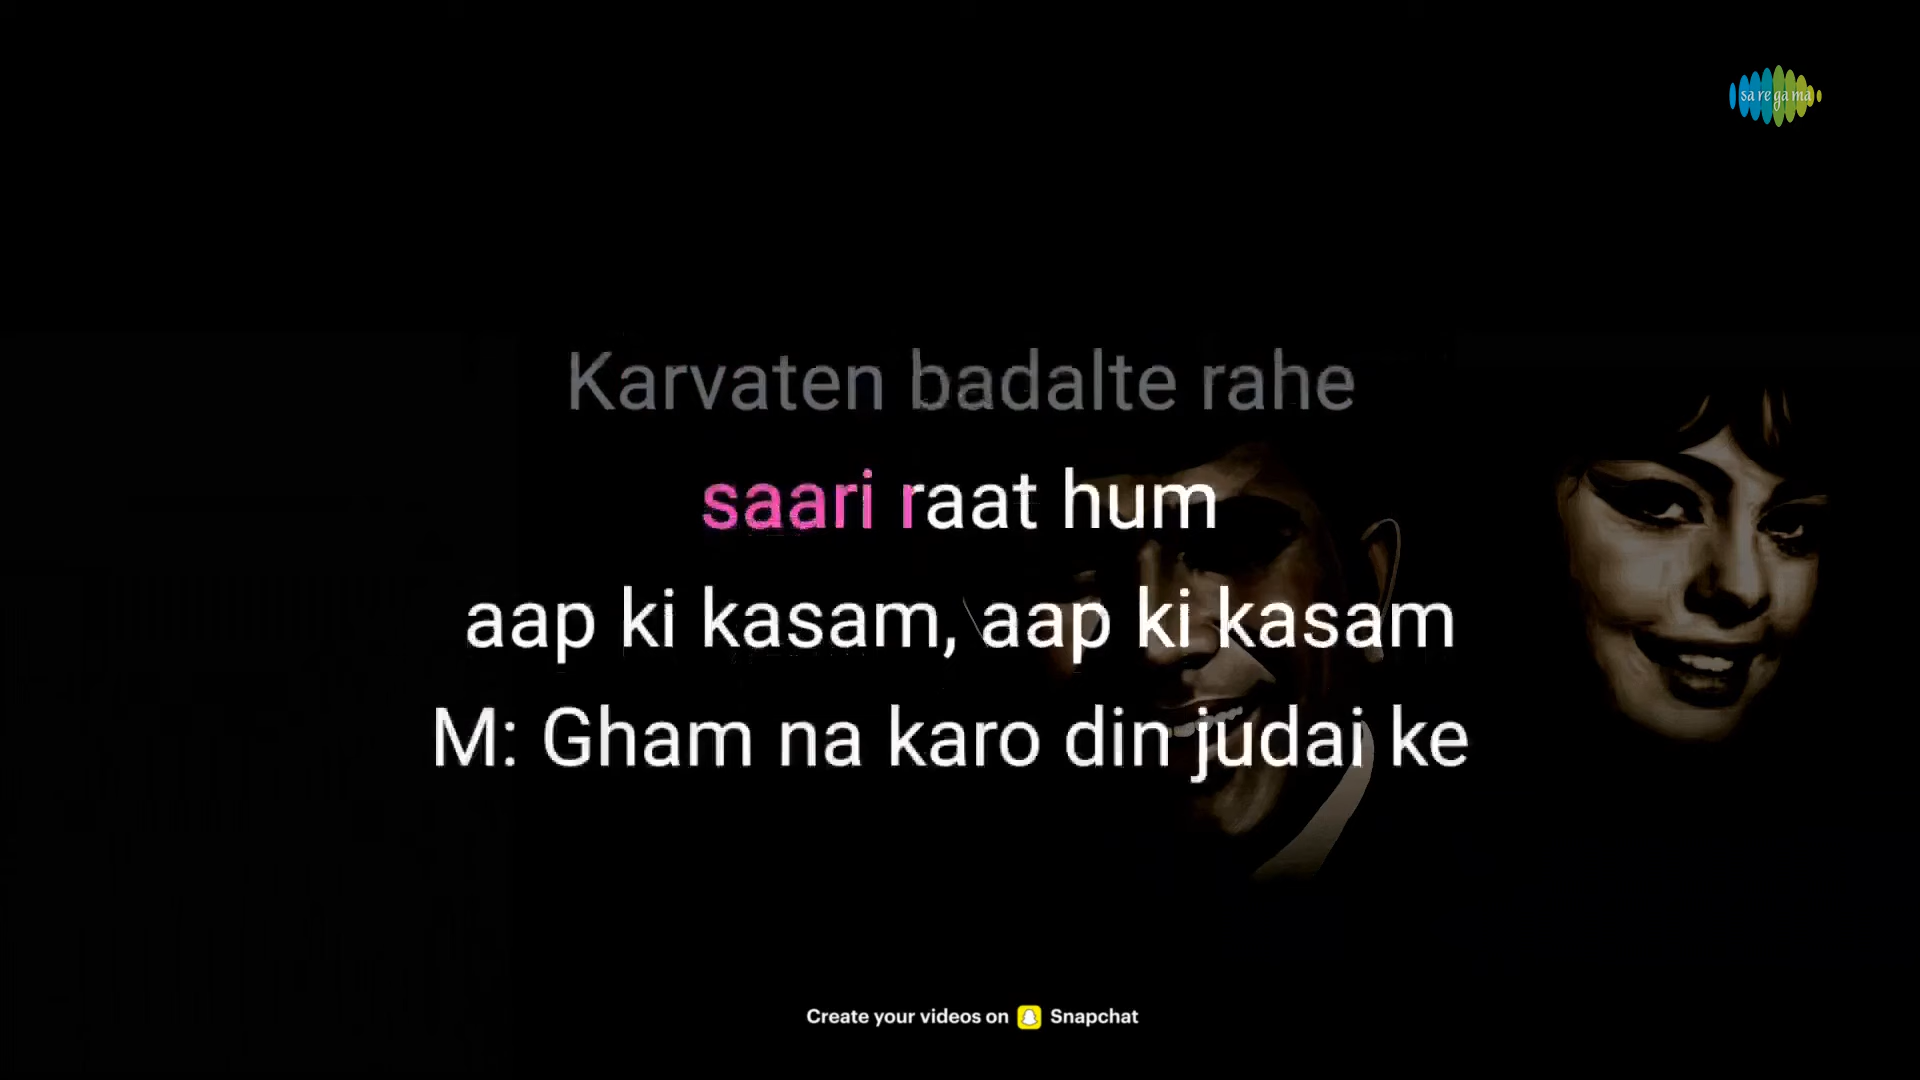 sa re ga ma
Karvaten badalte rahe
saari raat hum
aap ki kasam, aap ki kasam
M: Gham na karo din judai ke
Create your videos on Snapchat